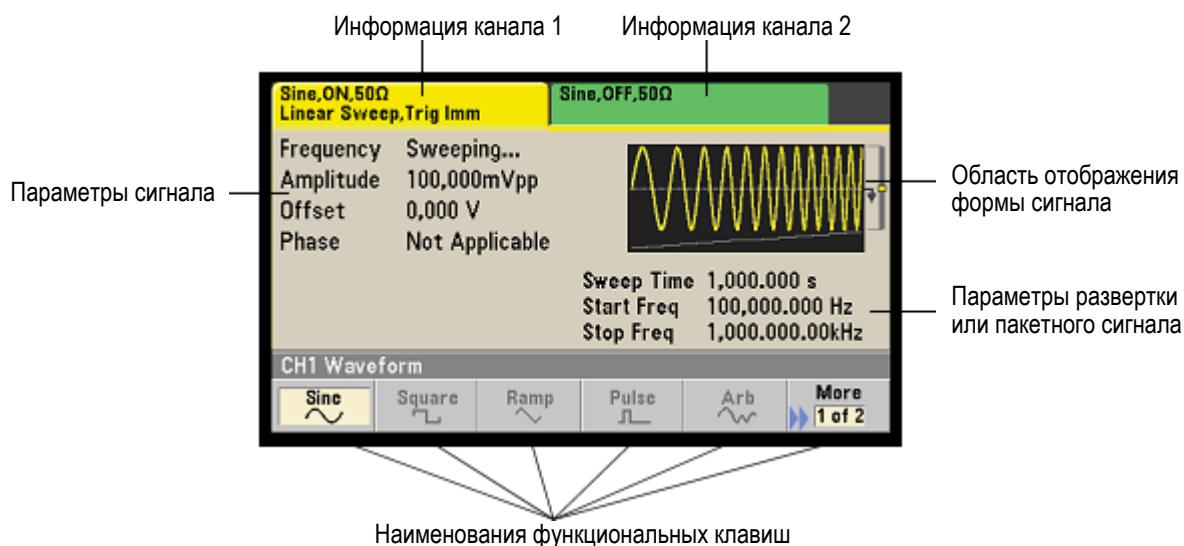 Информация канала 1
Информация канала 2
Sine,ON,50Ω
Linear Sweep,Trig Imm
Sine,OFF,50Ω
Frequency Sweeping...
Amplitude 100,000mVpp
Offset 0,000 V
Phase Not Applicable
Параметры сигнала
Область отображения
формы сигнала
Sweep Time 1,000.000 s
Start Freq 100,000.000 Hz
Stop Freq 1,000.000.00kHz
Параметры развертки
или пакетного сигнала
CH1 Waveform
Sine
Square
Ramp
Pulse
Arb
More
1 of 2
Наименования функциональных клавиш